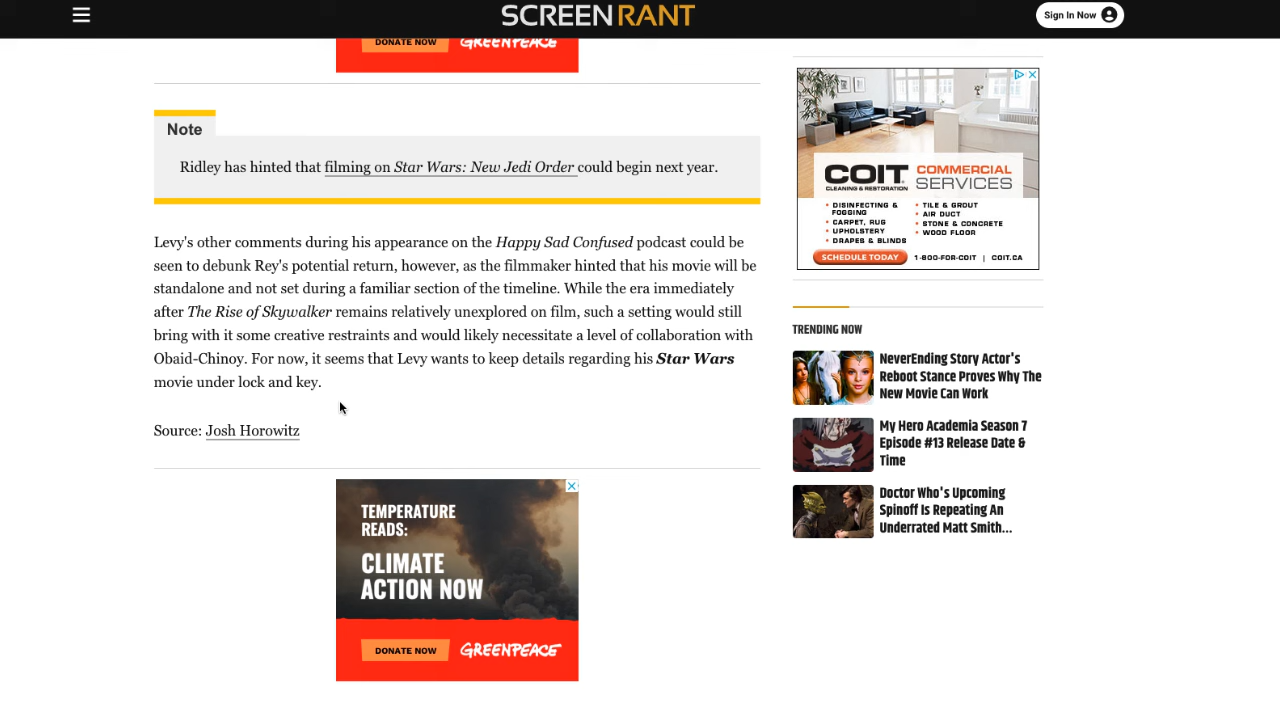 SCREENRANT
Sign In Now
DONATE NOW
GREENPEACE
Note
Ridley has hinted that filming on Star Wars: New Jedi Order could begin next year.
Levy's other comments during his appearance on the Happy Sad Confused podcast could be
seen to debunk Rey's potential return, however, as the filmmaker hinted that his movie will be
standalone and not set during a familiar section of the timeline. While the era immediately
after The Rise of Skywalker remains relatively unexplored on film, such a setting would still
bring with it some creative restraints and would likely necessitate a level of collaboration with
Obaid-Chinoy. For now, it seems that Levy wants to keep details regarding his Star Wars
movie under lock and key.
Source: Josh Horowitz
TEMPERATURE
READS:
CLIMATE
ACTION NOW
DONATE NOW
GREENPEACE
COIT
CLEANING & RESTORATION
COMMERCIAL
SERVICES
• DISINFECTING &
FOGGING
• CARPET, RUG
• UPHOLSTERY
• DRAPES & BLINDS
• TILE & GROUT
• AIR DUCT
• STONE & CONCRETE
• WOOD FLOOR
SCHEDULE TODAY
1-800-FOR-COIT | COIT.CA
TRENDING NOW
NeverEnding Story Actor's
Reboot Stance Proves Why The
New Movie Can Work
My Hero Academia Season 7
Episode #13 Release Date &
Time
Doctor Who's Upcoming
Spinoff Is Repeating An
Underrated Matt Smith...